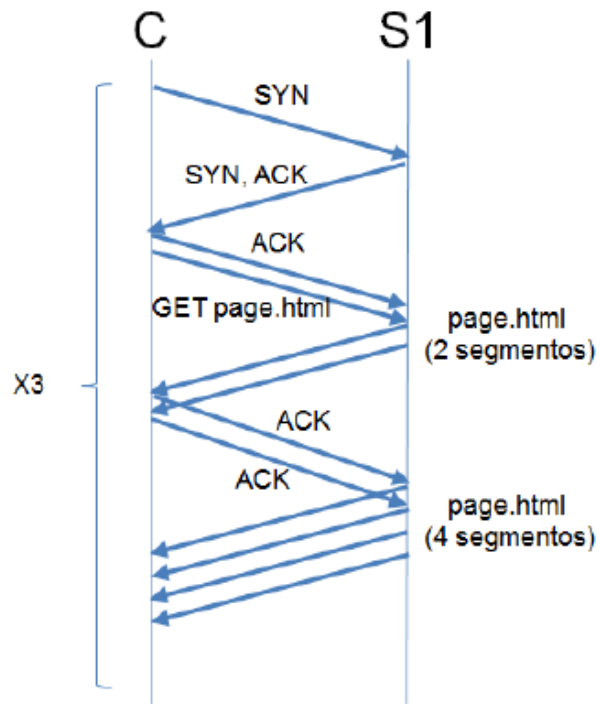 C
S1
SYN
SYN, ACK
ACK
GET page.html
page.html
(2 segmentos)
X3
ACK
ACK
page.html
(4 segmentos)